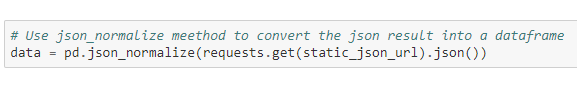 # Use json_normalize meethod to convert the json result into a dataframe
data = pd.json_normalize(requests.get(static_json_url).json())